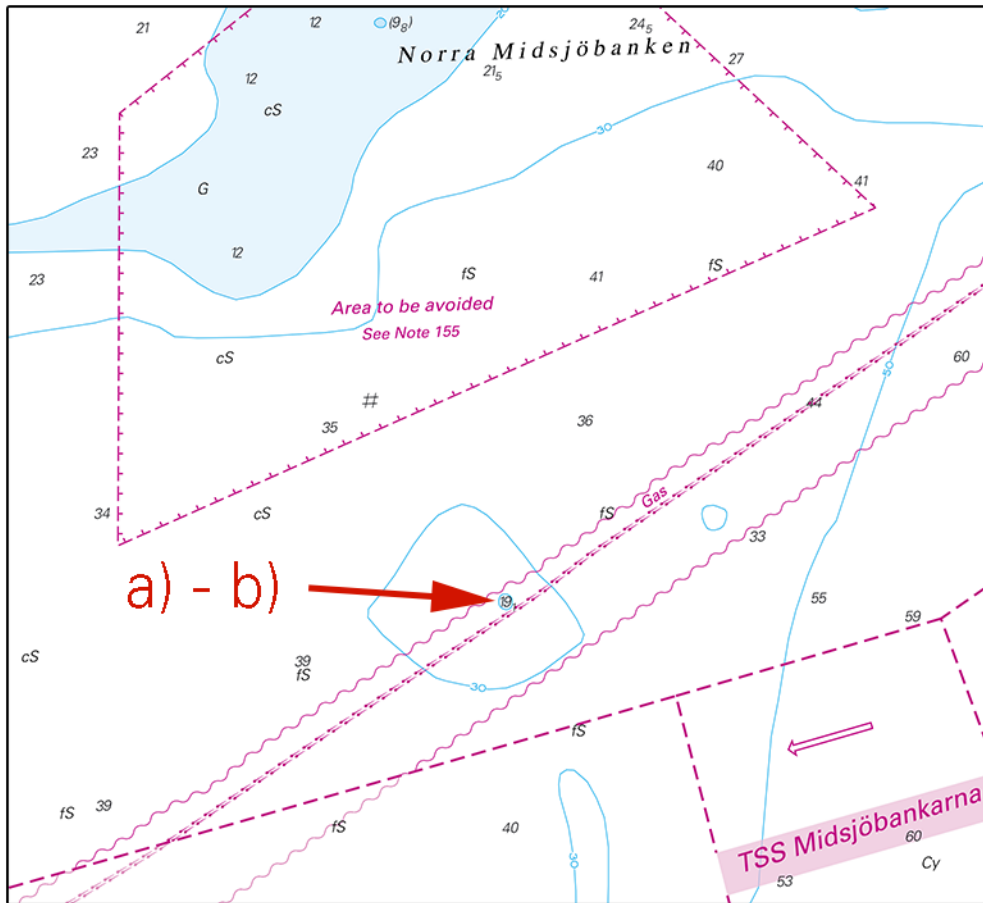 21
12
(9₈)
20
24₅
Norra Midsjöbanken
27
21₅
12
cS
30
23
40
41
G
12
23
fS
41
fS
Area to be avoided
See Note 155
cS
60
50
44
#
35
36
Gas
34
cS
fS
33
a) - b)
19
55
59
cS
39
fS
30
fS
fS
39
fS
40
TSS Midsjöbankarna
60
30
Cy
53